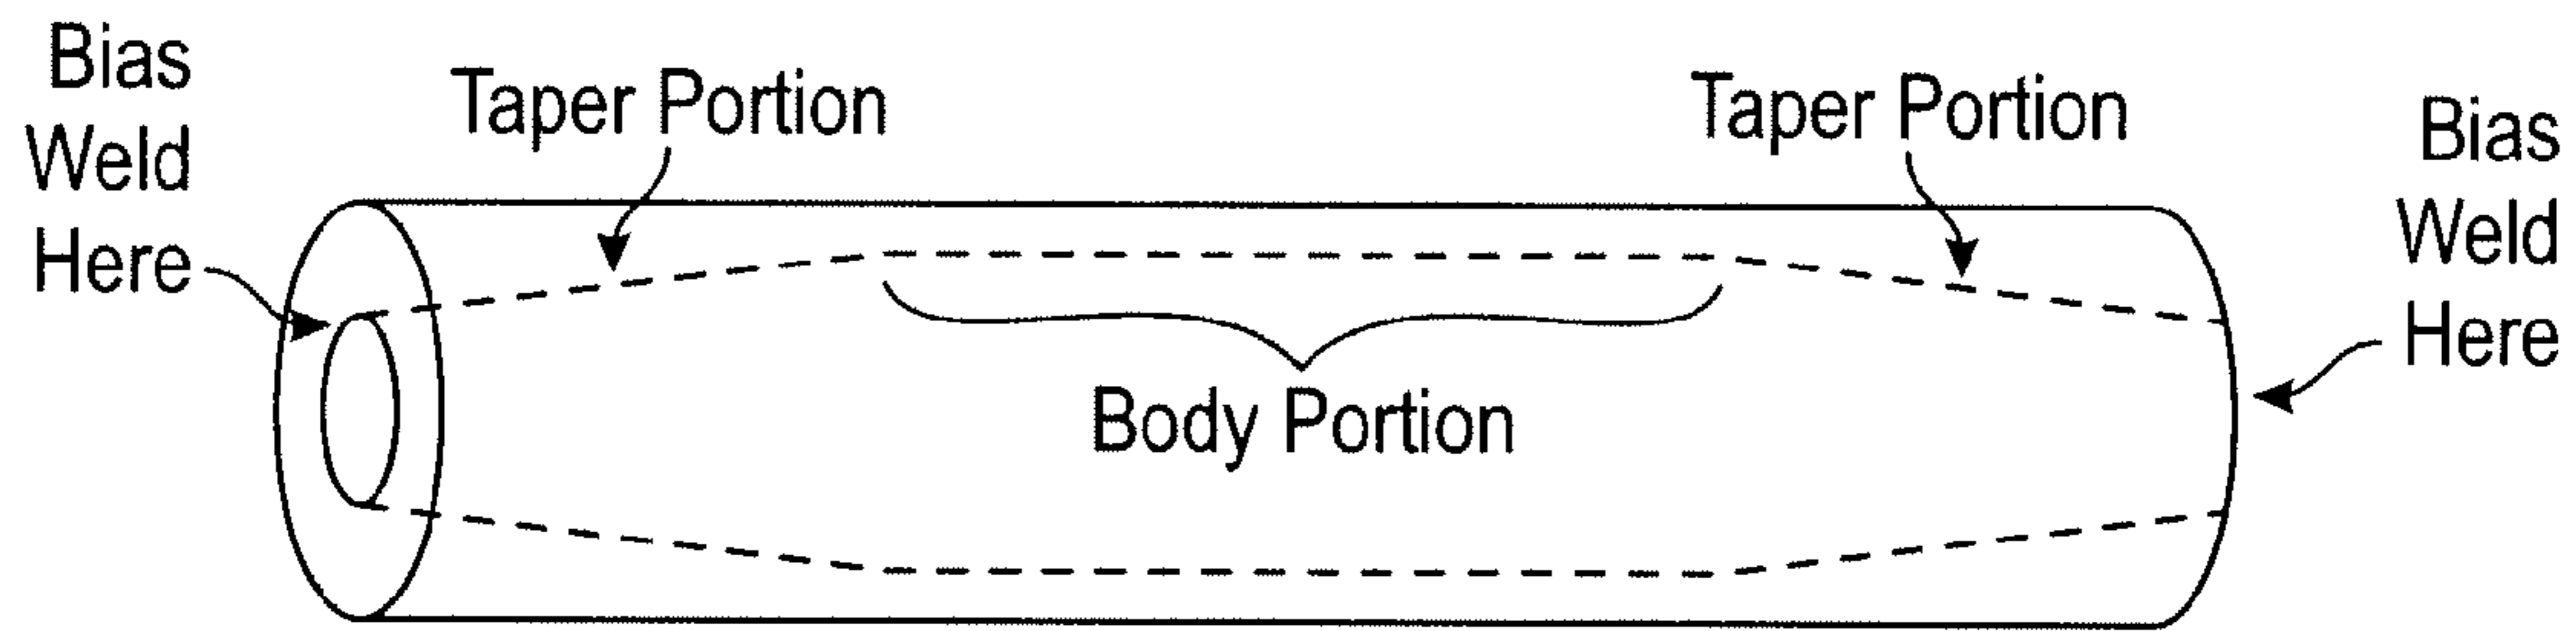 Bias
Weld
Here
Taper Portion
Taper Portion
Bias
Weld
Here
Body Portion